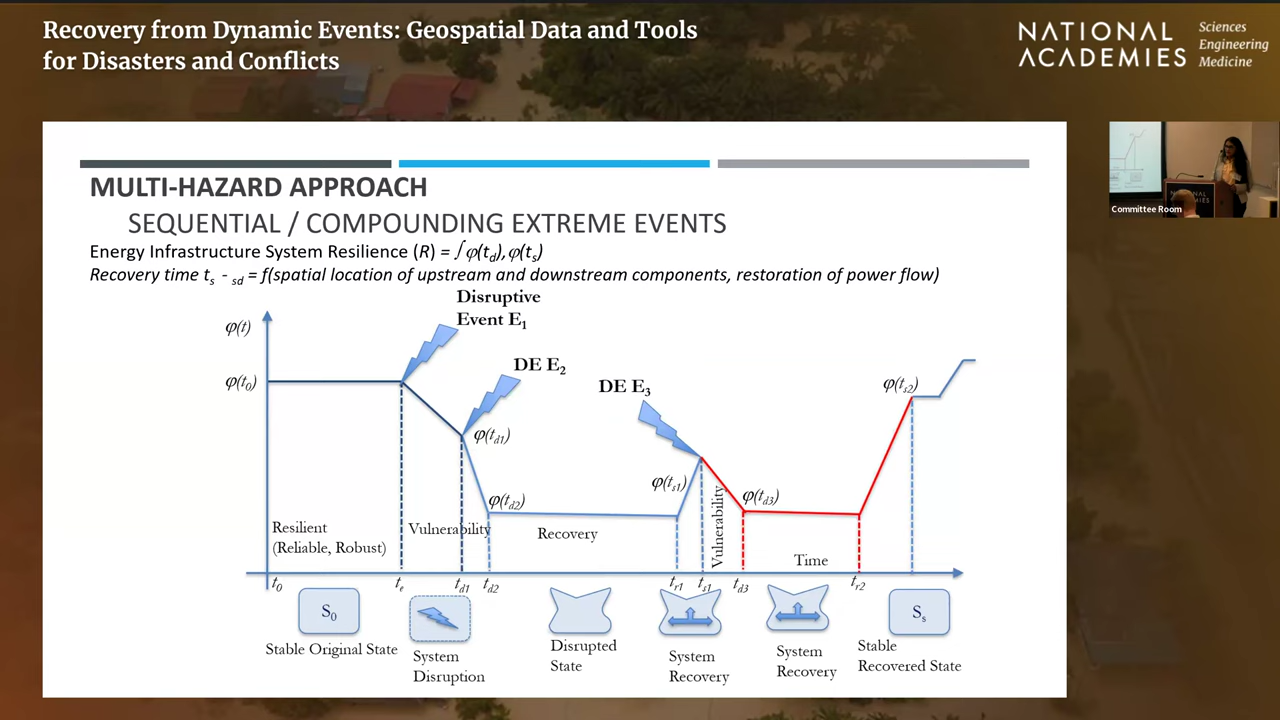 Recovery from Dynamic Events: Geospatial Data and Tools
for Disasters and Conflicts
NATIONAL
ACADEMIES
Sciences
Engineering
Medicine
MULTI-HAZARD APPROACH
SEQUENTIAL / COMPOUNDING EXTREME EVENTS
Energy Infrastructure System Resilience (R) = ∫φ(td),φ(ts)
Recovery time ts - sd = f(spatial location of upstream and downstream components, restoration of power flow)
Disruptive
Event E1
DE E2
DE E3
φ(t)
φ(t0)
φ(ts2)
φ(td1)
φ(ts1)
φ(td2)
φ(td3)
Resilient
(Reliable, Robust)
Vulnerability
Recovery
Vulnerability
Time
t0
te
td1
td2
tr1
ts1
td3
tr2
S0
Ss
Stable Original State
System
Disruption
Disrupted
State
System
Recovery
System
Recovery
Stable
Recovered State
NATIONAL
ACADEMIES
Committee Room